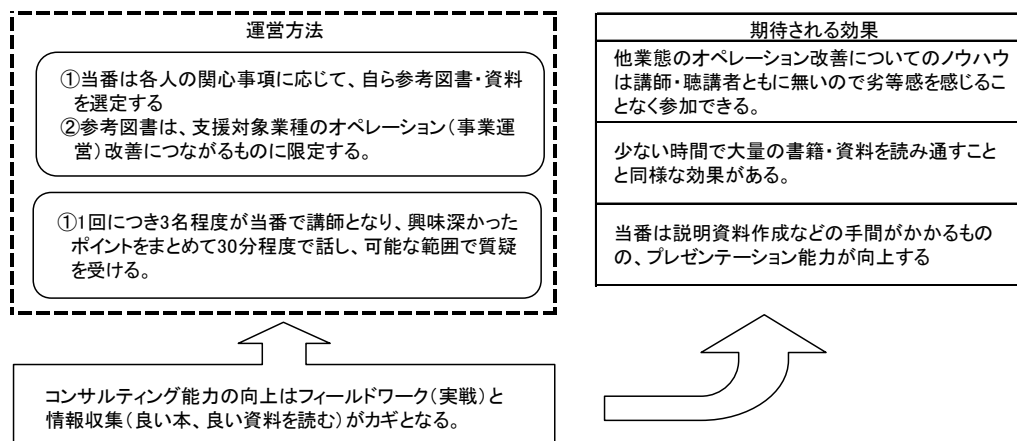 運営方法
①当番は各人の関心事項に応じて、自ら参考図書・資料
を選定する
②参考図書は、支援対象業種のオペレーション(事業運
営)改善につながるものに限定する。
①1回につき3名程度が当番で講師となり、興味深かった
ポイントをまとめて30分程度で話し、可能な範囲で質疑
を受ける。
コンサルティング能力の向上はフィールドワーク(実戦)と
情報収集(良い本、良い資料を読む)がカギとなる。
期待される効果
他業態のオペレーション改善についてのノウハウ
は講師・聴講者ともに無いので劣等感を感じるこ
となく参加できる。
少ない時間で大量の書籍・資料を読み通すこと
と同様な効果がある。
当番は説明資料作成などの手間がかかるもの
の、プレゼンテーション能力が向上する